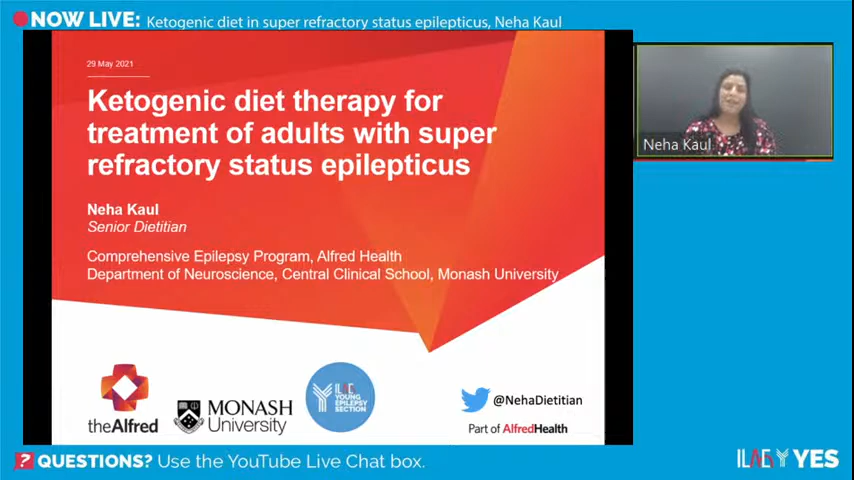 NOW LIVE: Ketogenic diet in super refractory status epilepticus, Neha Kaul
29 May 2021
Ketogenic diet therapy for
treatment of adults with super
refractory status epilepticus
Neha Kaul
Senior Dietitian
Comprehensive Epilepsy Program, Alfred Health
Department of Neuroscience, Central Clinical School, Monash University
theAlfred
MONASH
University
ILAE
YOUNG
EPILEPSY
SECTION
@NehaDietitian
Part of AlfredHealth
Neha Kaul
? QUESTIONS? Use the YouTube Live Chat box.
ILAE YES